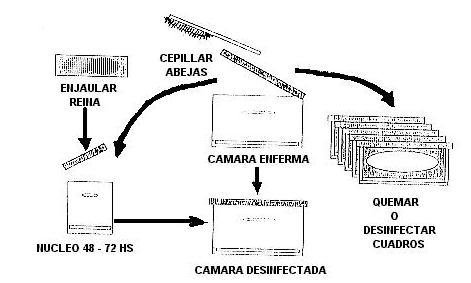 CEPILLAR
ABEJAS
ENJAULAR
REINA
CAMARA ENFERMA
QUEMAR
O
DESINFECTAR
CUADROS
NUCLEO 48 - 72 HS
CAMARA DESINFECTADA